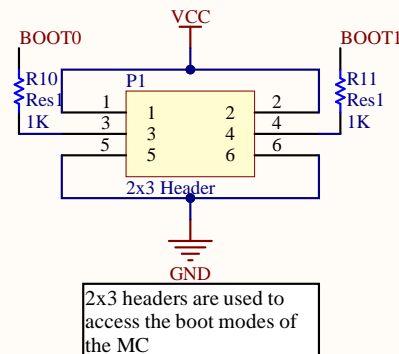 VCC
BOOT0
BOOT1
R10
Res1
1K
P1
R11
Res1
1K
1 1 2 2
3 3 4 4
5 5 6 6
2x3 Header
GND
2x3 headers are used to
access the boot modes of
the MC